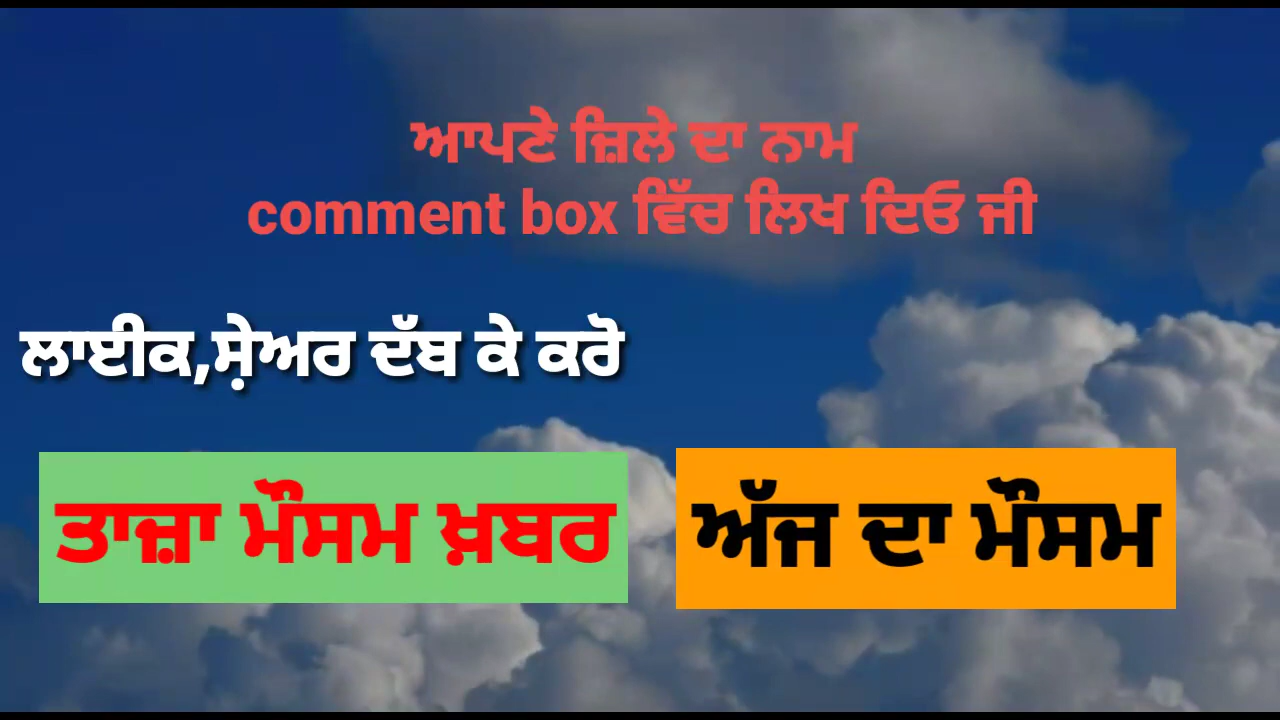 ਆਪਣੇ ਜ਼ਿਲੇ ਦਾ ਨਾਮ
comment box ਵਿੱਚ ਲਿਖ ਦਿਓ ਜੀ
ਲਾਈਕ,ਸ਼ੇਅਰ ਦੱਬ ਕੇ ਕਰੋ
ਤਾਜ਼ਾ ਮੌਸਮ ਖ਼ਬਰ
ਅੱਜ ਦਾ ਮੌਸਮ